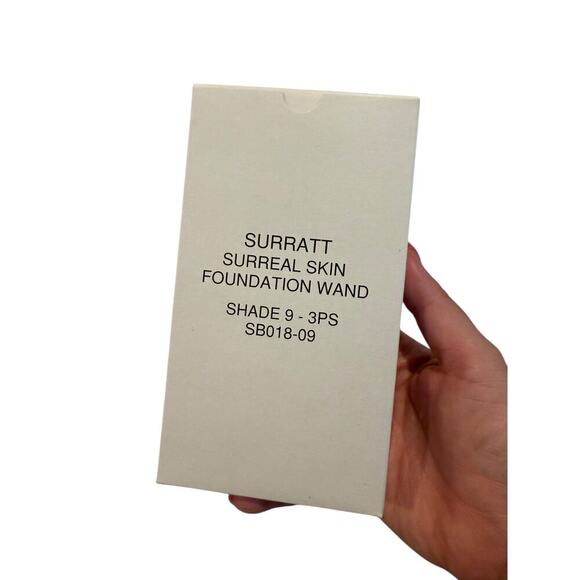 SURRATT
SURREAL SKIN
FOUNDATION WAND
SHADE 9 - 3PS
SB018-09